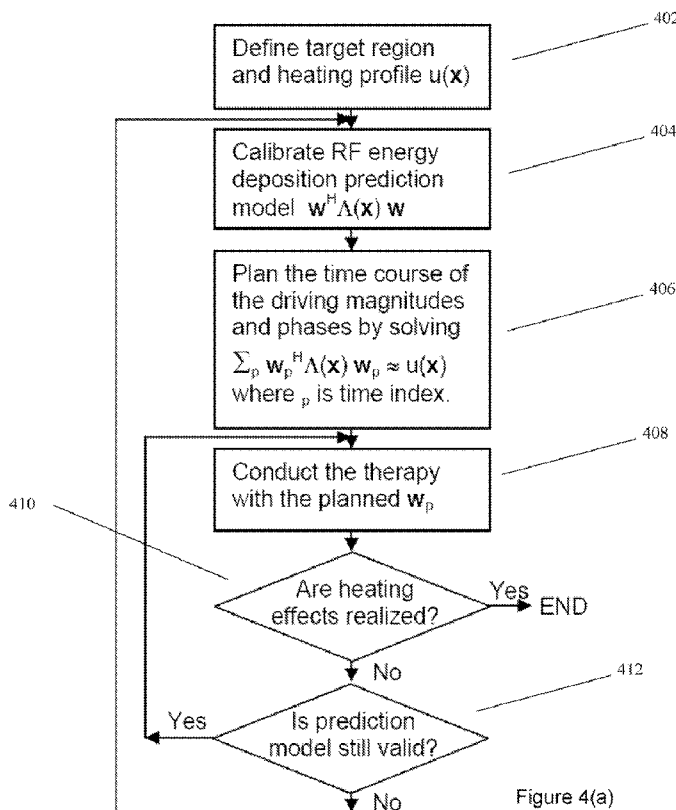 402
Define target region
and heating profile u(x)
404
Calibrate RF energy
deposition prediction
model wᴴΛ(x) w
406
Plan the time course of
the driving magnitudes
and phases by solving
∑ₚ wₚᴴΛ(x) wₚ ≈ u(x)
where ₚ is time index.
408
Conduct the therapy
with the planned wₚ
410
Are heating
effects realized?
Yes
END
No
412
Is prediction
model still valid?
Yes
No
Figure 4(a)